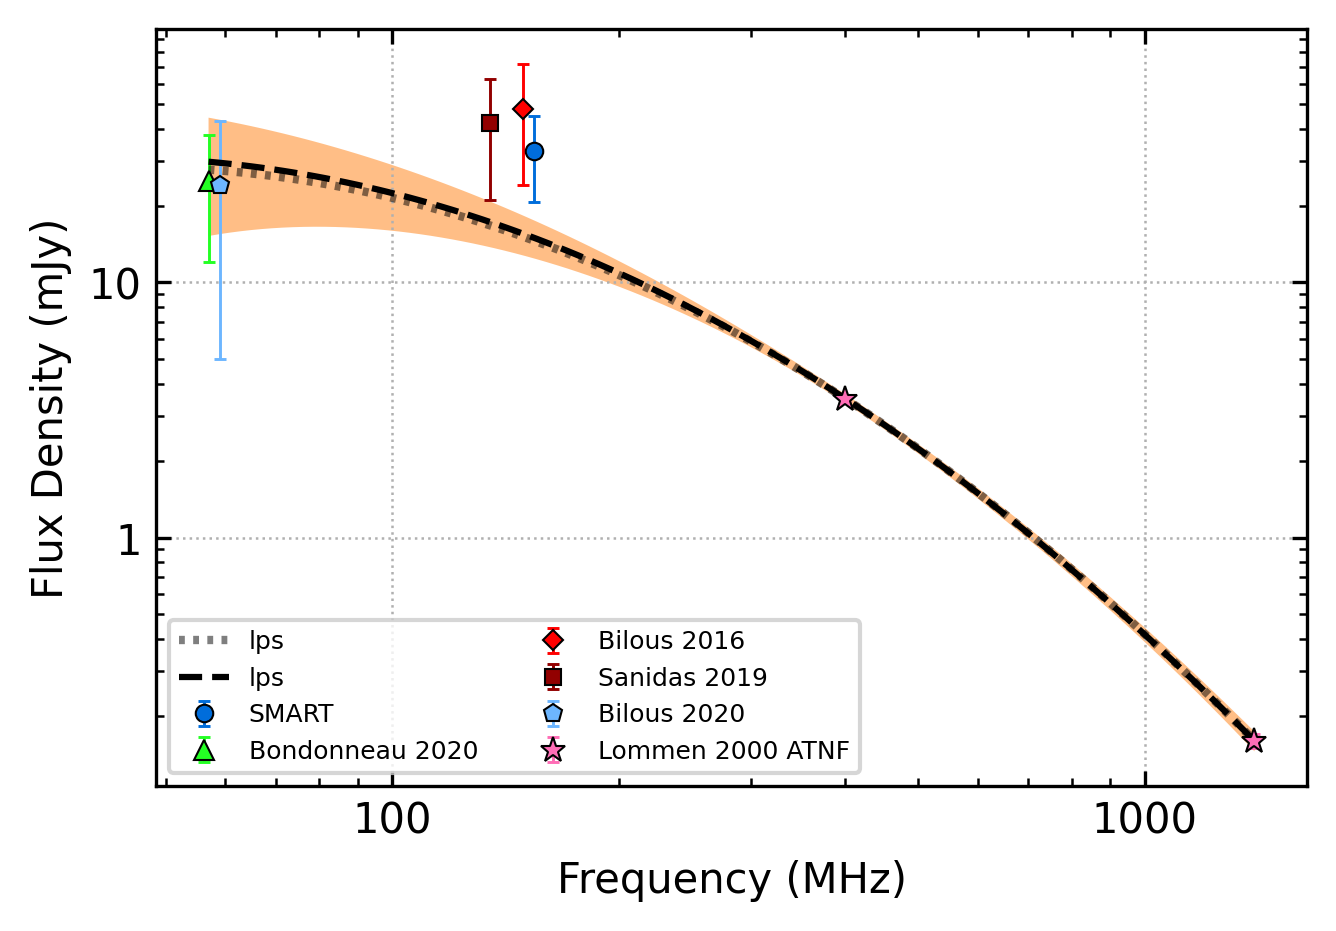 Flux Density (mJy)
10
1
lps
lps
SMART
Bondonneau 2020
Bilous 2016
Sanidas 2019
Bilous 2020
Lommen 2000 ATNF
100
1000
Frequency (MHz)